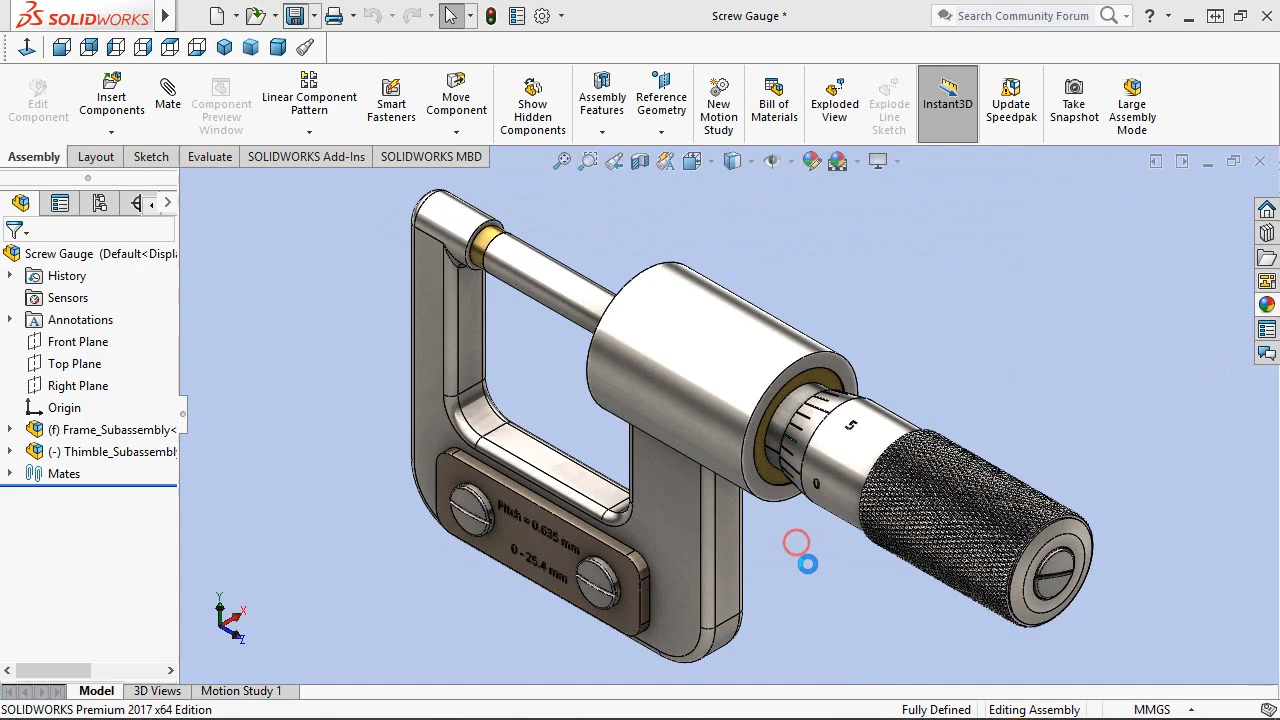 SOLIDWORKS
Screw Gauge *
Search Community Forum
?
Edit Component
Insert Components
Mate
Component Preview Window
Linear Component Pattern
Smart Fasteners
Move Component
Show Hidden Components
Assembly Features
Reference Geometry
New Motion Study
Bill of Materials
Exploded View
Explode Line Sketch
Instant3D
Update Speedpak
Take Snapshot
Large Assembly Mode
Assembly
Layout
Sketch
Evaluate
SOLIDWORKS Add-Ins
SOLIDWORKS MBD
Screw Gauge (Default<Displ
History
Sensors
Annotations
Front Plane
Top Plane
Right Plane
Origin
(f) Frame_Subassembly<
(-) Thimble_Subassembl
Mates
5
0
Pitch = 0.635 mm
0 - 25.4 mm
Y
X
Z
Model
3D Views
Motion Study 1
SOLIDWORKS Premium 2017 x64 Edition
Fully Defined
Editing Assembly
MMGS